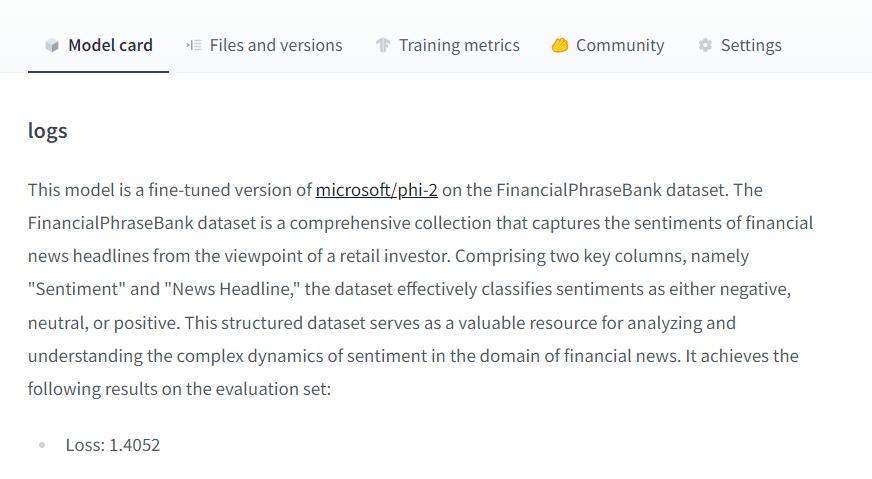 Model card Files and versions Training metrics Community Settings
logs
This model is a fine-tuned version of microsoft/phi-2 on the FinancialPhraseBank dataset. The
FinancialPhraseBank dataset is a comprehensive collection that captures the sentiments of financial
news headlines from the viewpoint of a retail investor. Comprising two key columns, namely
"Sentiment" and "News Headline," the dataset effectively classifies sentiments as either negative,
neutral, or positive. This structured dataset serves as a valuable resource for analyzing and
understanding the complex dynamics of sentiment in the domain of financial news. It achieves the
following results on the evaluation set:
Loss: 1.4052